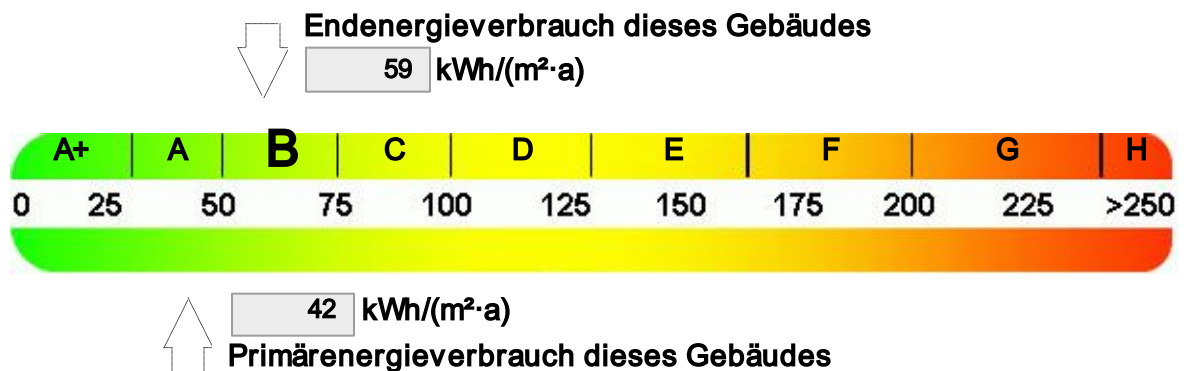 Endenergieverbrauch dieses Gebäudes
59 kWh/(m²·a)
A+ A B C D E F G H
0 25 50 75 100 125 150 175 200 225 >250
42 kWh/(m²·a)
Primärenergieverbrauch dieses Gebäudes